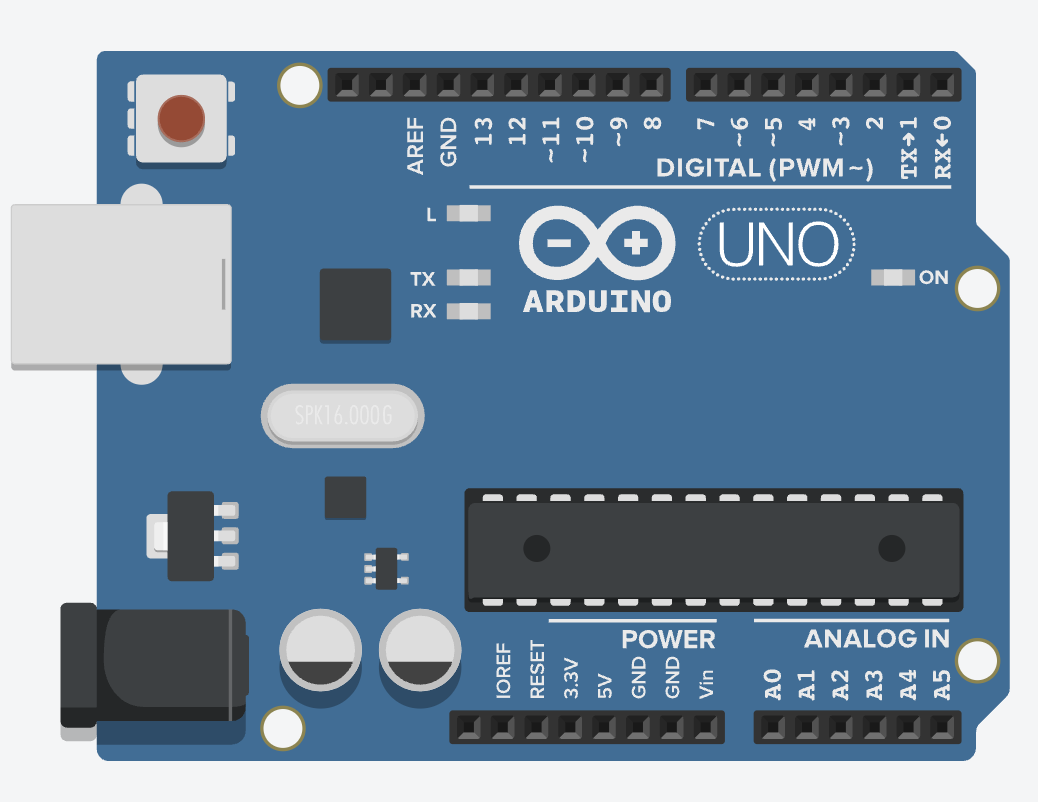 AREF GND 13 12 ~11 ~10 ~9 8 7 ~6 ~5 4 ~3 2 TX→1 RX←0
DIGITAL (PWM~)
L
UNO
TX
ON
ARDUINO
RX
SPK16.000G
POWER
ANALOG IN
IOREF RESET 3.3V 5V GND GND Vin A0 A1 A2 A3 A4 A5